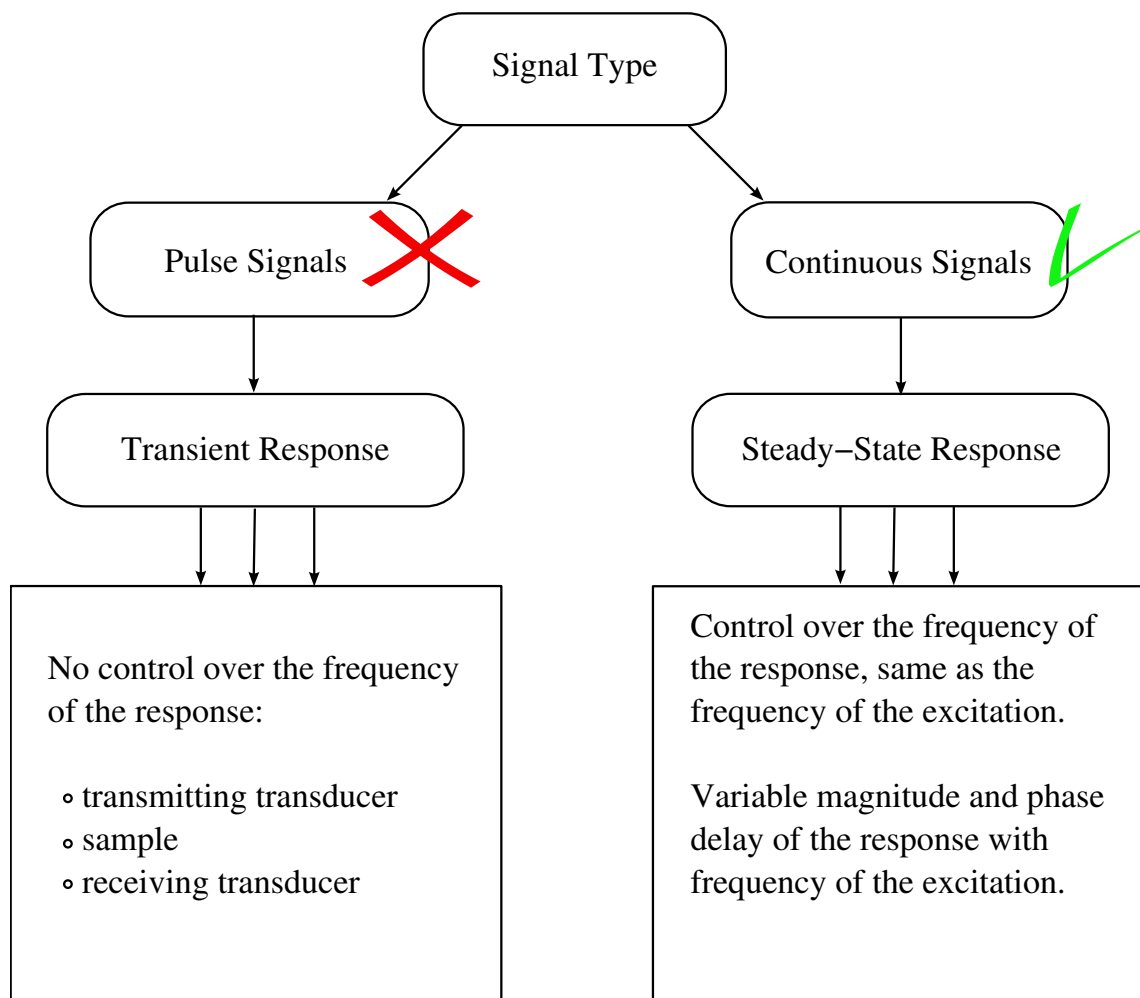 Signal Type
Pulse Signals
Continuous Signals
Transient Response
Steady−State Response
No control over the frequency
of the response:
transmitting transducer
sample
receiving transducer
Control over the frequency of
the response, same as the
frequency of the excitation.
Variable magnitude and phase
delay of the response with
frequency of the excitation.